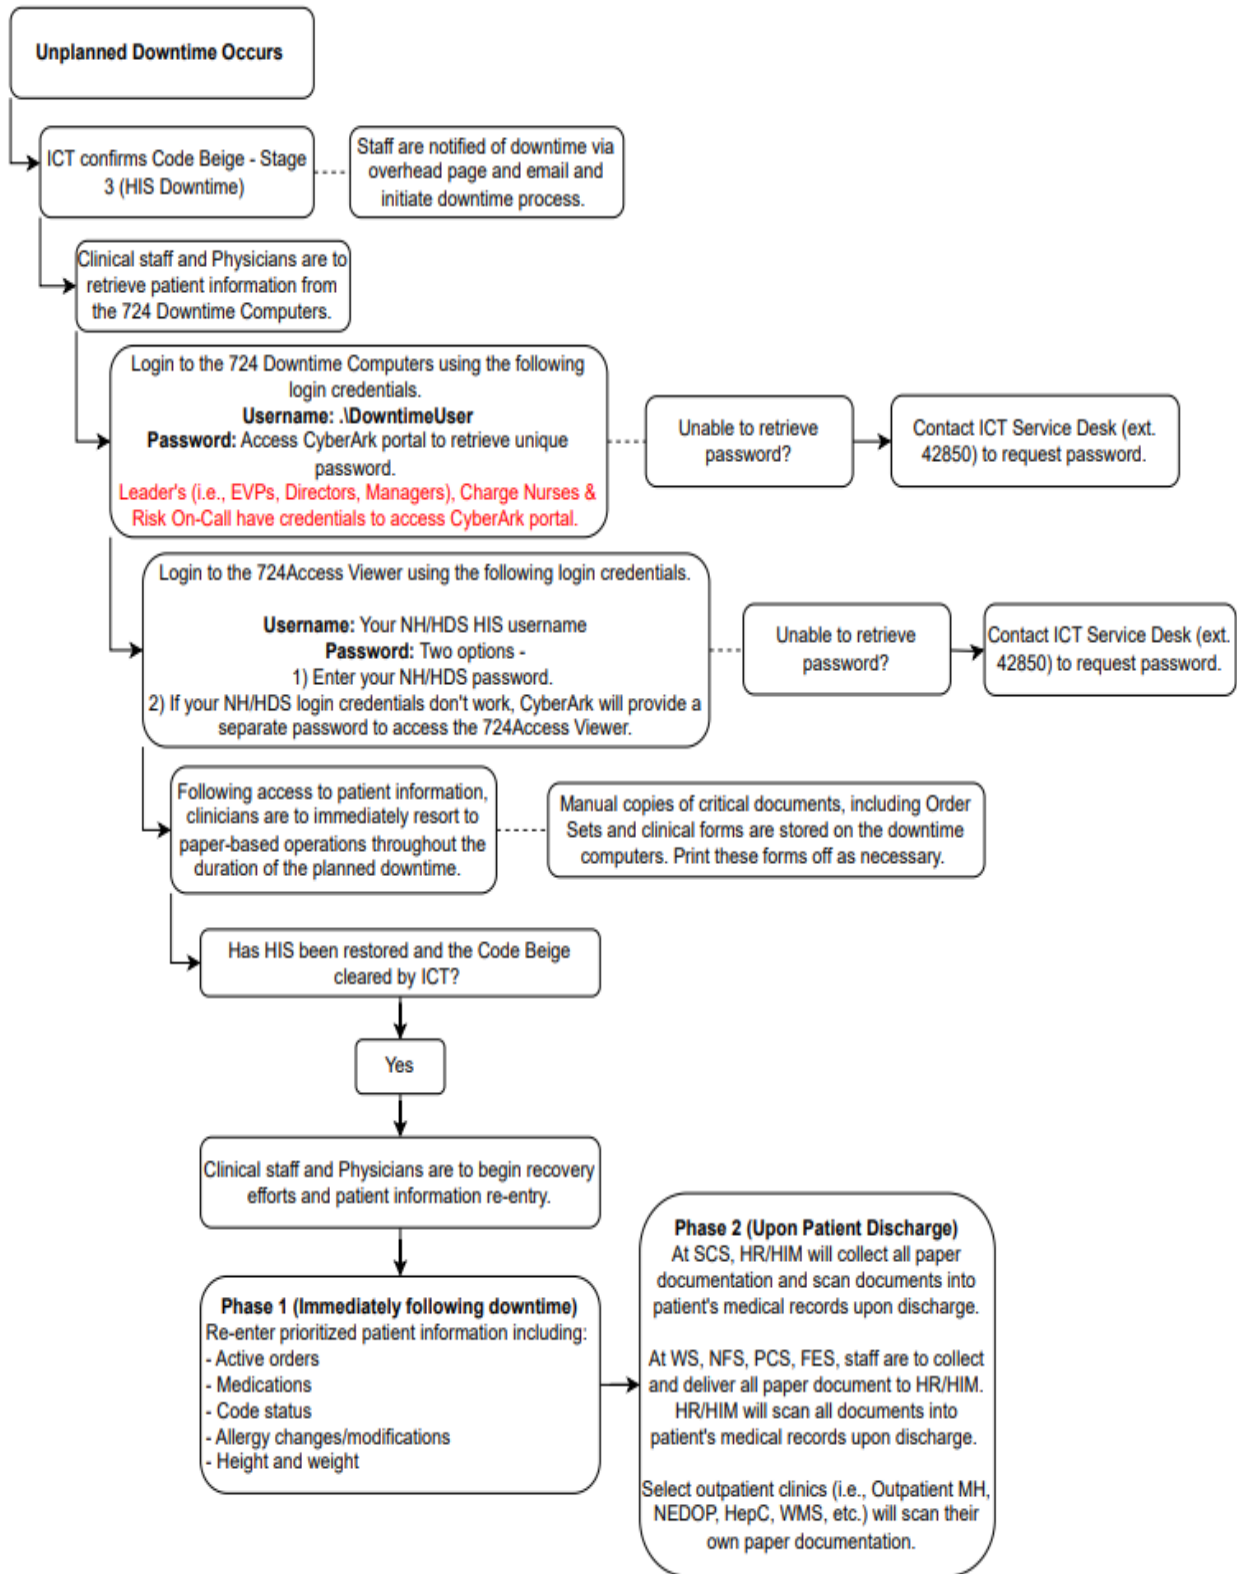 Unplanned Downtime Occurs
ICT confirms Code Beige - Stage
3 (HIS Downtime)
Staff are notified of downtime via
overhead page and email and
initiate downtime process.
Clinical staff and Physicians are to
retrieve patient information from
the 724 Downtime Computers.
Login to the 724 Downtime Computers using the following
login credentials.
Username: .\DowntimeUser
Password: Access CyberArk portal to retrieve unique
password.
Leader's (i.e., EVPs, Directors, Managers), Charge Nurses &
Risk On-Call have credentials to access CyberArk portal.
Unable to retrieve
password?
Contact ICT Service Desk (ext.
42850) to request password.
Login to the 724Access Viewer using the following login credentials.
Username: Your NH/HDS HIS username
Password: Two options -
1) Enter your NH/HDS password.
2) If your NH/HDS login credentials don't work, CyberArk will provide a
separate password to access the 724Access Viewer.
Unable to retrieve
password?
Contact ICT Service Desk (ext.
42850) to request password.
Following access to patient information,
clinicians are to immediately resort to
paper-based operations throughout the
duration of the planned downtime.
Manual copies of critical documents, including Order
Sets and clinical forms are stored on the downtime
computers. Print these forms off as necessary.
Has HIS been restored and the Code Beige
cleared by ICT?
Yes
Clinical staff and Physicians are to begin recovery
efforts and patient information re-entry.
Phase 1 (Immediately following downtime)
Re-enter prioritized patient information including:
- Active orders
- Medications
- Code status
- Allergy changes/modifications
- Height and weight
Phase 2 (Upon Patient Discharge)
At SCS, HR/HIM will collect all paper
documentation and scan documents into
patient's medical records upon discharge.
At WS, NFS, PCS, FES, staff are to collect
and deliver all paper document to HR/HIM.
HR/HIM will scan all documents into
patient's medical records upon discharge.
Select outpatient clinics (i.e., Outpatient MH,
NEDOP, HepC, WMS, etc.) will scan their
own paper documentation.